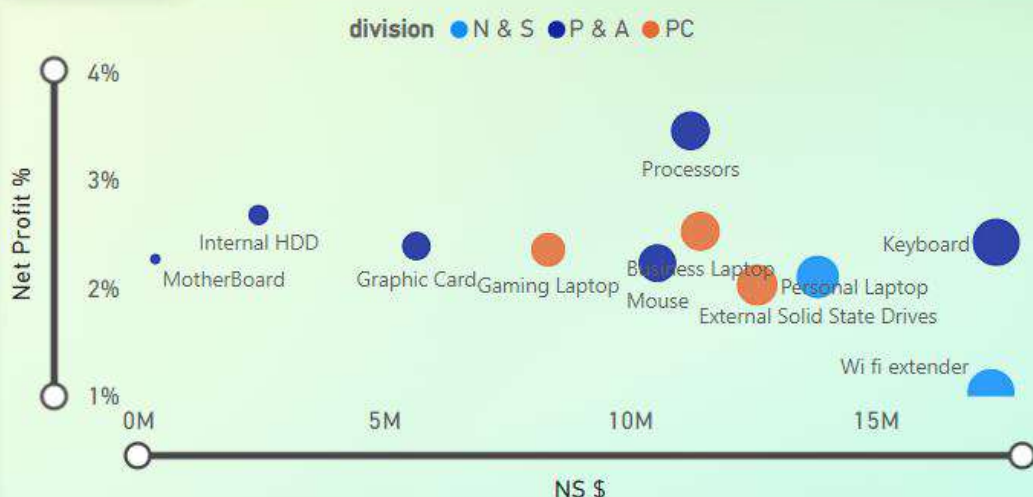 division N & S P & A PC
4%
3%
2%
1%
Net Profit %
Processors
Internal HDD
Keyboard
MotherBoard
Graphic Card
Gaming Laptop
Business Laptop
Mouse
Personal Laptop
External Solid State Drives
Wi fi extender
0M 5M 10M 15M
NS $